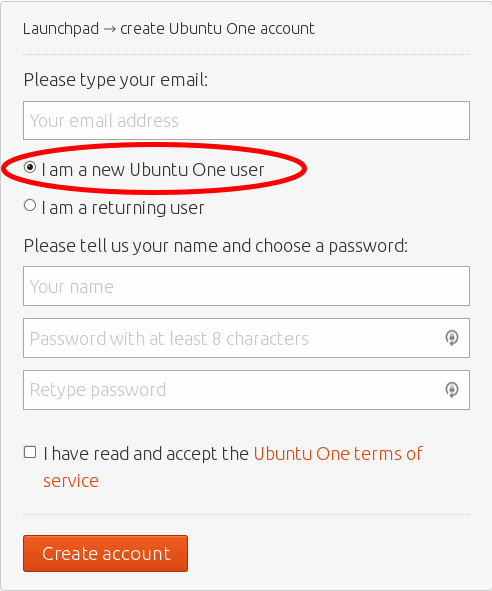 Launchpad → create Ubuntu One account
Please type your email:
Your email address
I am a new Ubuntu One user
I am a returning user
Please tell us your name and choose a password:
Your name
Password with at least 8 characters
Retype password
I have read and accept the Ubuntu One terms of
service
Create account